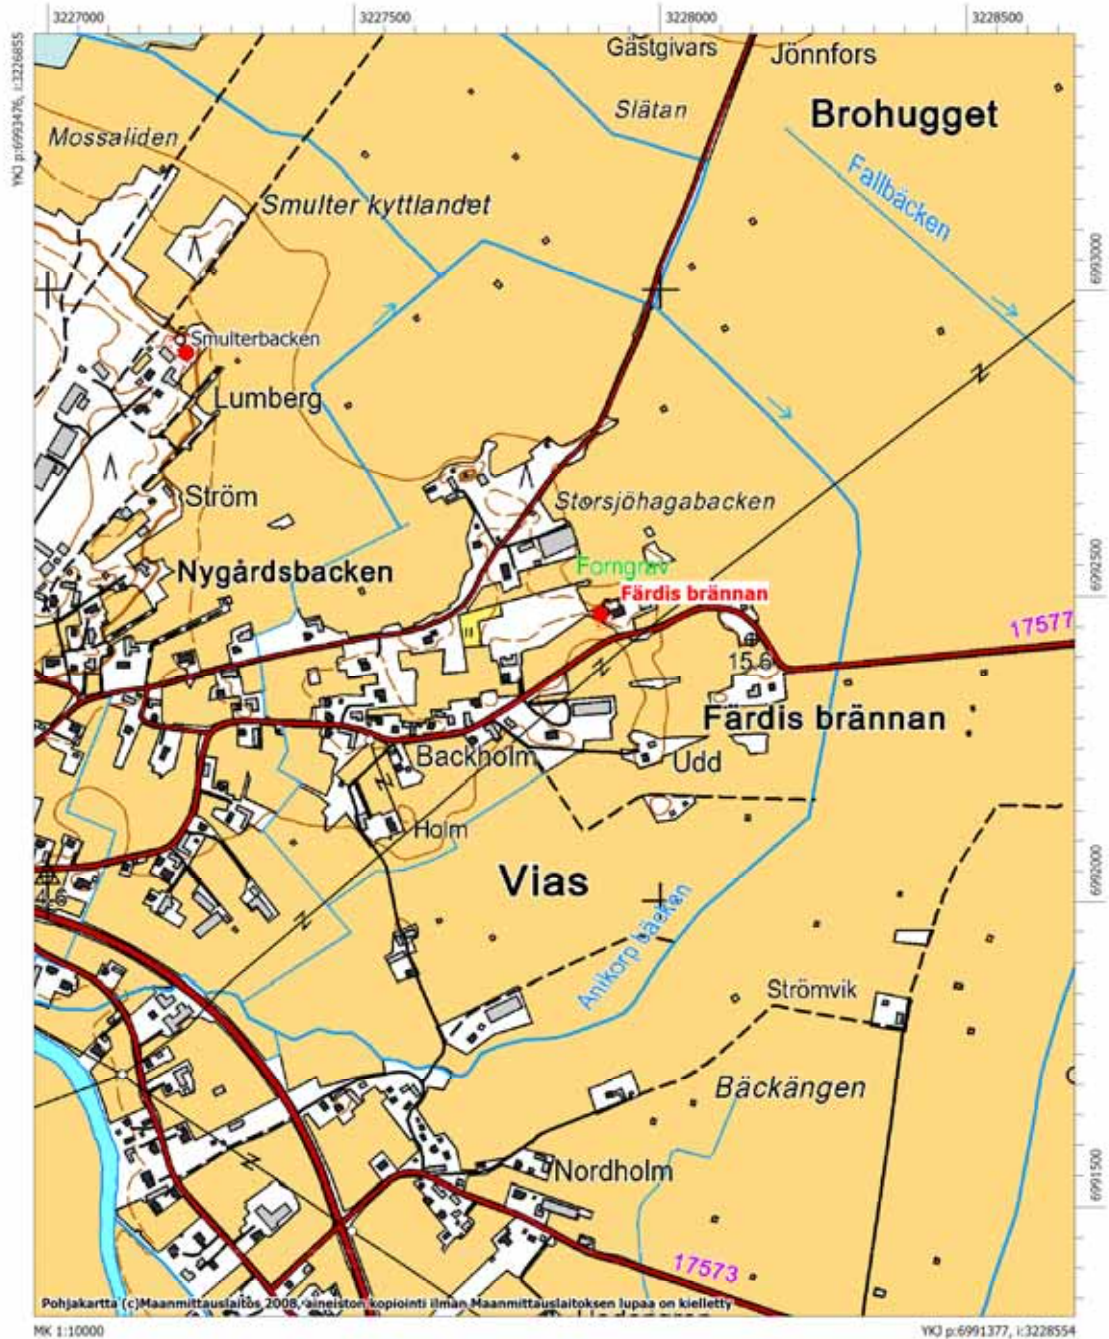 3227000
3227500
3228000
3228500
YKJ p:6993476, i:3226855
Gästgivars
Jönnfors
Brohugget
Slätan
Mossaliden
Fallbäcken
Smulter kyttlandet
6993000
Smulterbacken
Lumberg
Ström
Storsjöhagabacken
Nygårdsbacken
Forngrav
Färdis brännan
6992500
17577
15.6
Färdis brännan
Backholm
Udd
Holm
Vias
6992000
Anikorp bäcken
Strömvik
Bäckängen
Nordholm
6991500
17573
Pohjakartta (c)Maanmittauslaitos 2008, aineiston kopiointi ilman Maanmittauslaitoksen lupaa on kielletty
MK 1:10000
YKJ p:6991377, i:3228554